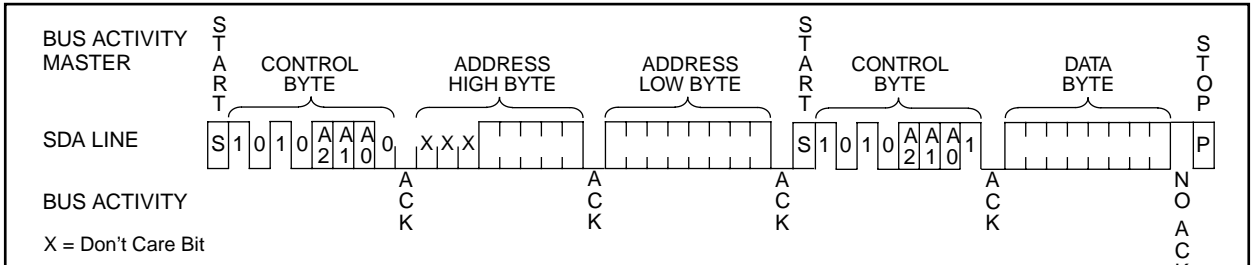 BUS ACTIVITY
MASTER
START
CONTROL
BYTE
ADDRESS
HIGH BYTE
ADDRESS
LOW BYTE
START
CONTROL
BYTE
DATA
BYTE
STOP
SDA LINE
S 1 0 1 0 A2 A1 A0 0 X X X S 1 0 1 0 A2 A1 A0 1 P
BUS ACTIVITY
ACK
ACK
ACK
ACK
NO ACK
X = Don't Care Bit